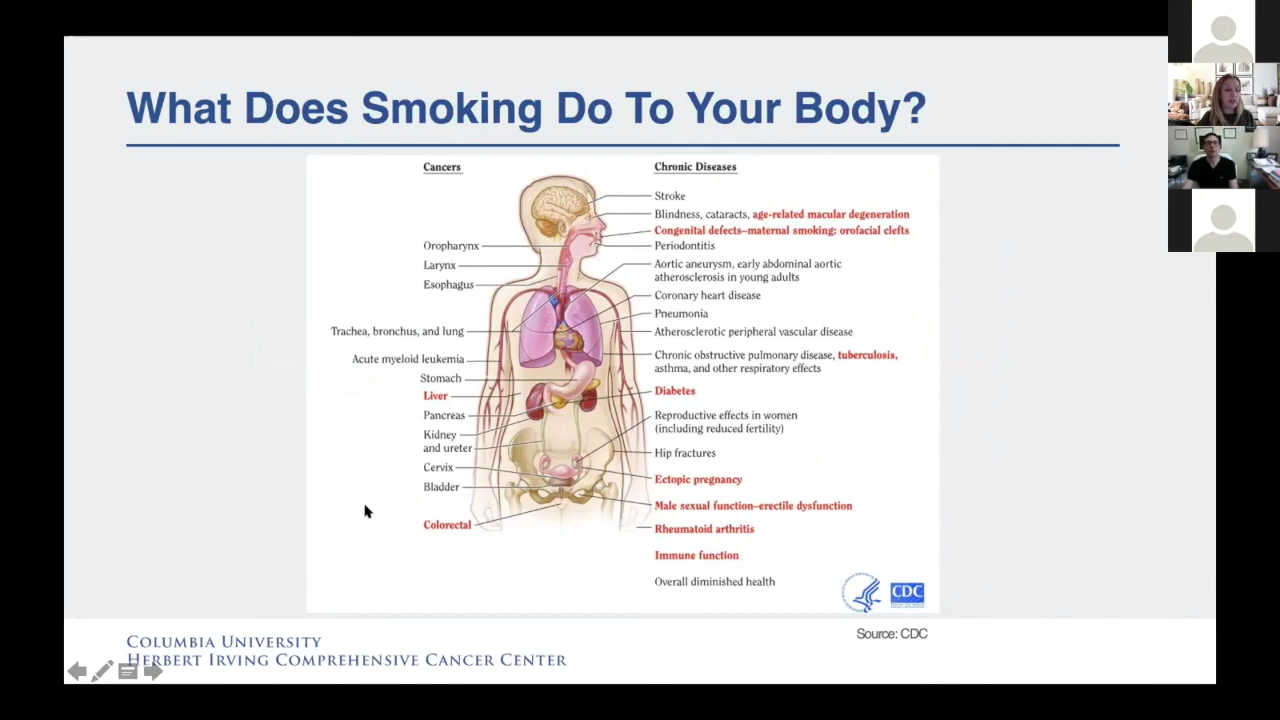 What Does Smoking Do To Your Body?
Cancers
Oropharynx
Larynx
Esophagus
Trachea, bronchus, and lung
Acute myeloid leukemia
Stomach
Liver
Pancreas
Kidney
and ureter
Cervix
Bladder
Colorectal
Chronic Diseases
Stroke
Blindness, cataracts, age-related macular degeneration
Congenital defects–maternal smoking: orofacial clefts
Periodontitis
Aortic aneurysm, early abdominal aortic
atherosclerosis in young adults
Coronary heart disease
Pneumonia
Atherosclerotic peripheral vascular disease
Chronic obstructive pulmonary disease, tuberculosis,
asthma, and other respiratory effects
Diabetes
Reproductive effects in women
(including reduced fertility)
Hip fractures
Ectopic pregnancy
Male sexual function–erectile dysfunction
Rheumatoid arthritis
Immune function
Overall diminished health
CDC
Source: CDC
COLUMBIA UNIVERSITY
HERBERT IRVING COMPREHENSIVE CANCER CENTER